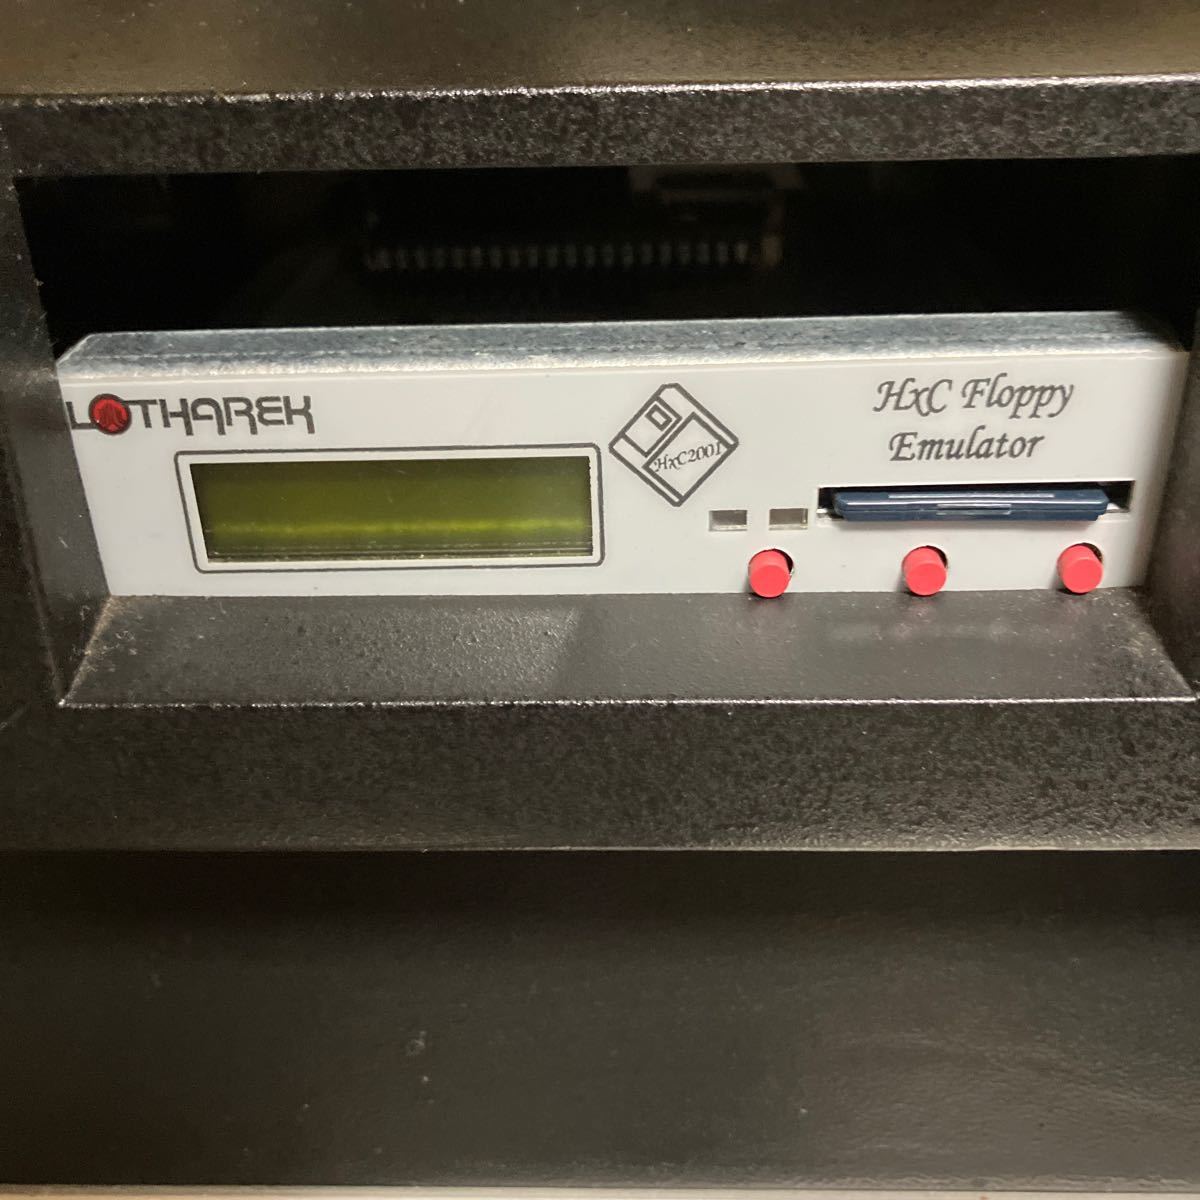 LOTHAREK
HxC2001
HxC Floppy
Emulator